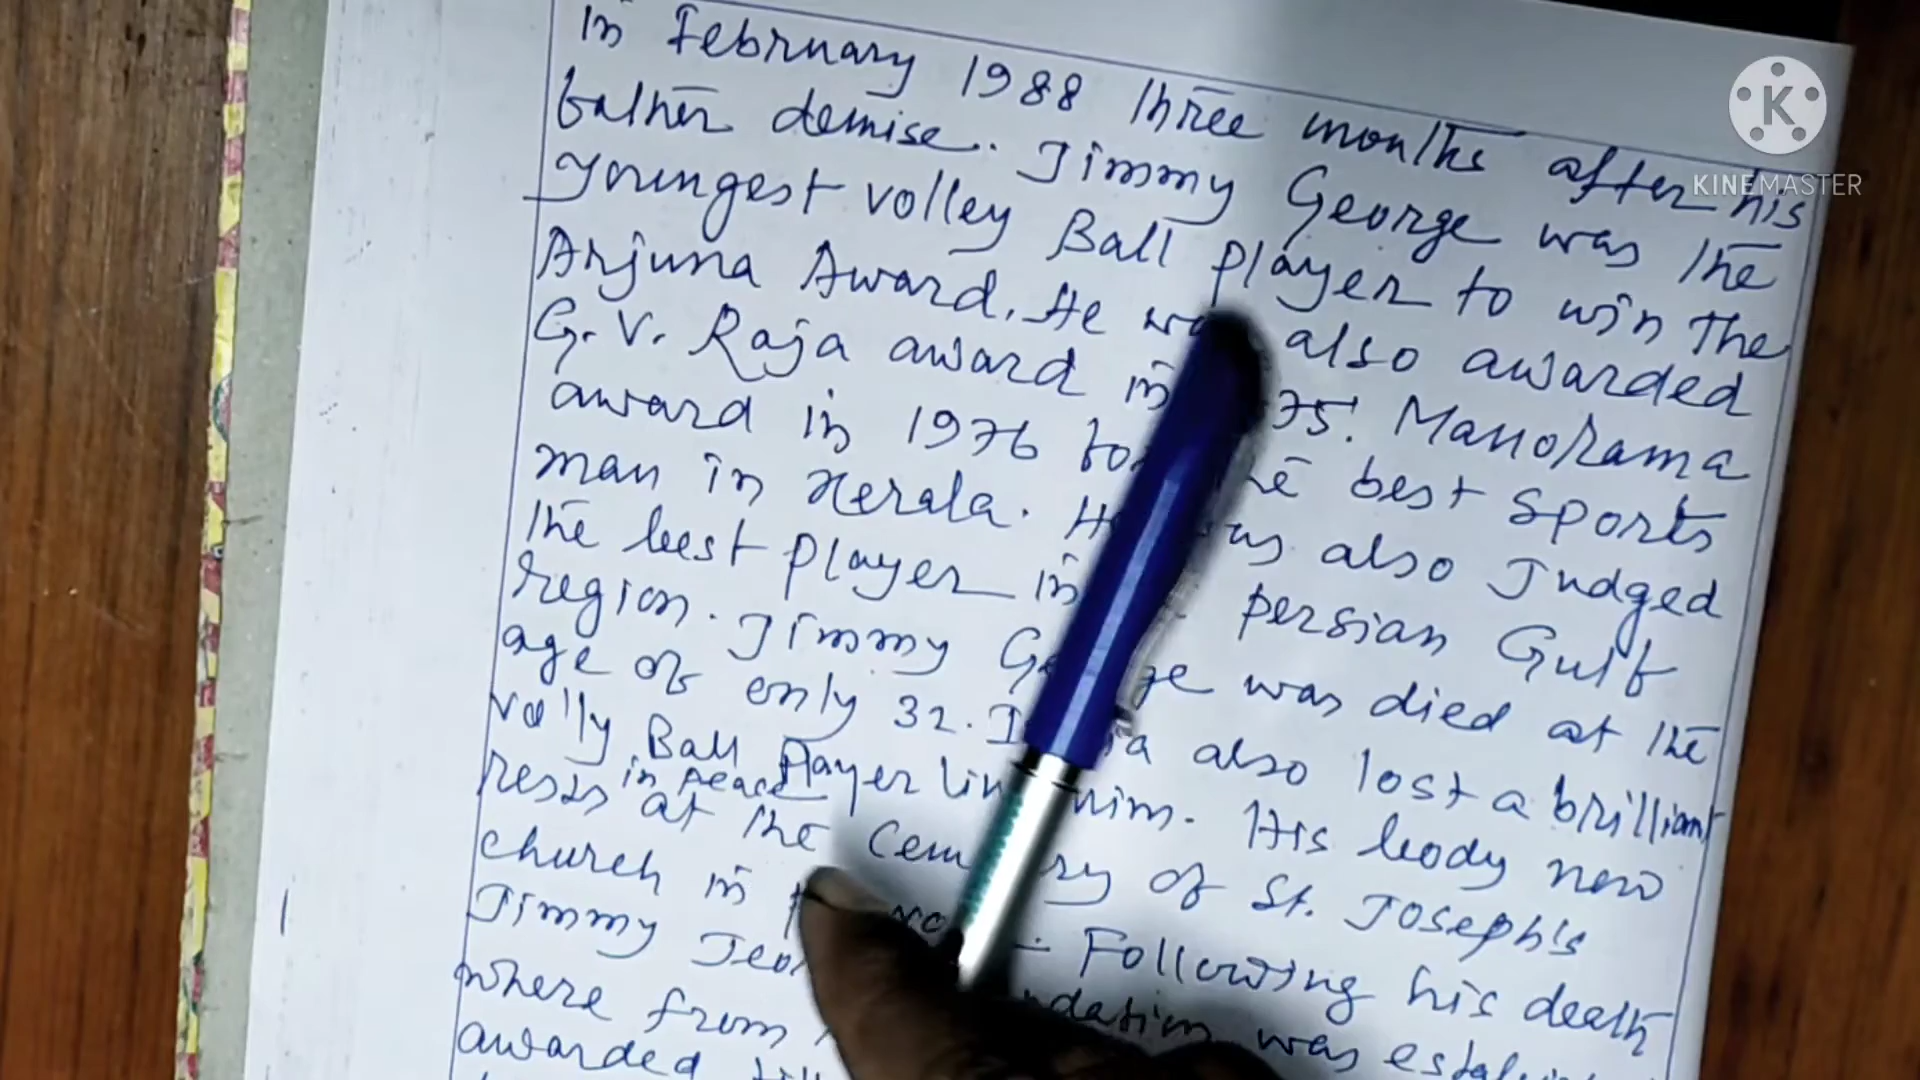 in February 1988 three months after his
father demise. Jimmy George was the
youngest volley Ball player to win the
Arjuna Award. He was also awarded
G. V. Raja award in 75. Manorama
award in 1976 for the best sports
man in Kerala. He was also Judged
the best player in persian Gulf
region. Jimmy George was died at the
age of only 32. India also lost a brilliant
volly Ball player in him. His body now
rests in peace at the Cemetery of St. Joseph's
church in. Following his death
Jimmy was
where from
awarded
KINEMASTER